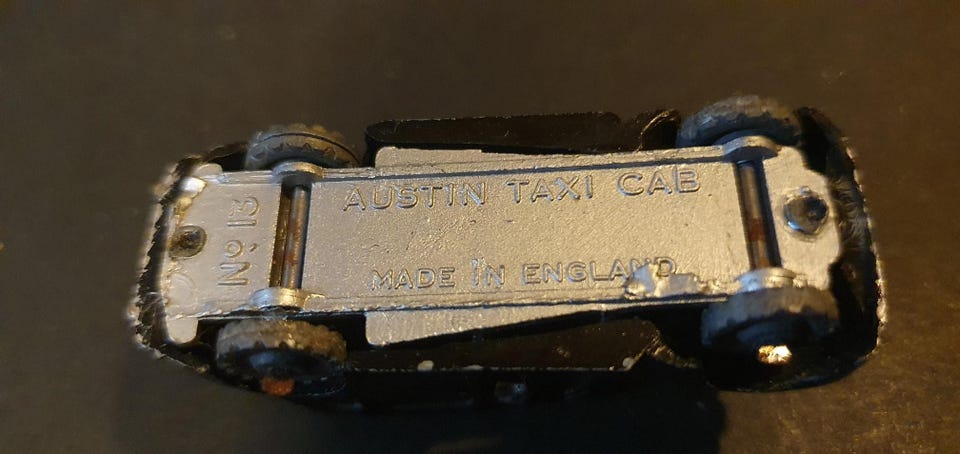 AUSTIN TAXI CAB
MADE IN ENGLAND
No. 13